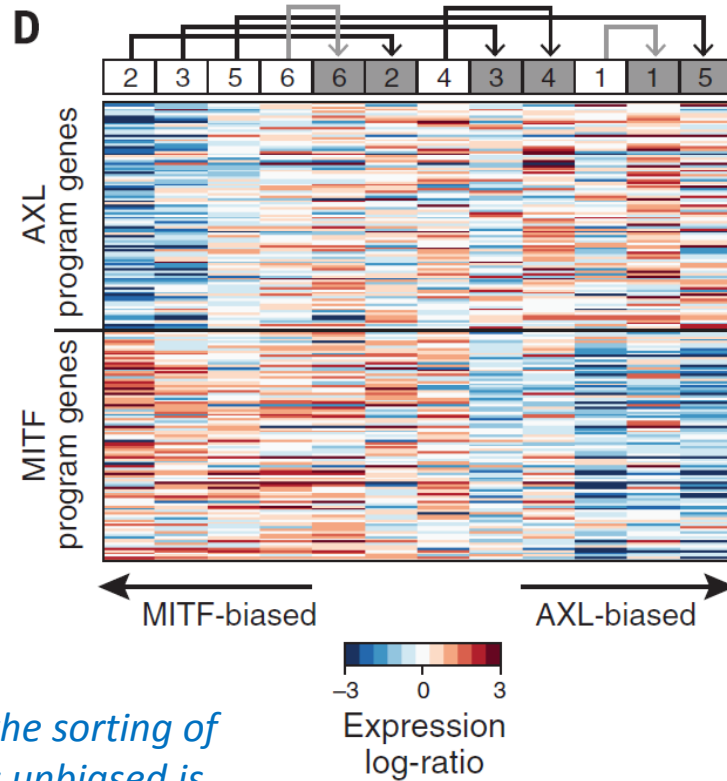 D
2 3 5 6 6 2 4 3 4 1 1 5
AXL
program genes
MITF
program genes
MITF-biased AXL-biased
−3 0 3
Expression
log-ratio
he sorting of
unbiased is